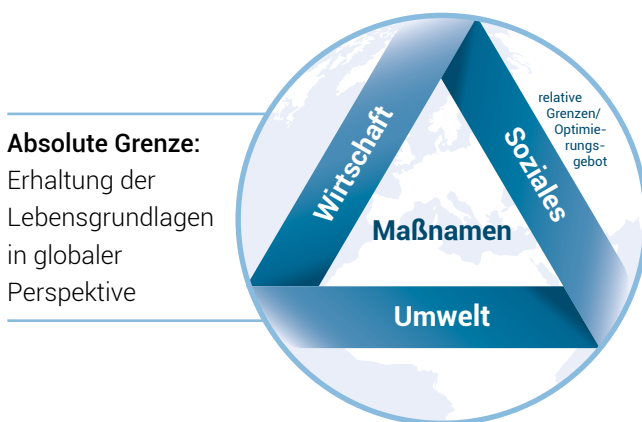 Absolute Grenze:
Erhaltung der
Lebensgrundlagen
in globaler
Perspektive
Wirtschaft
Soziales
relative
Grenzen/
Optimie-
rungs-
gebot
Maßnamen
Umwelt